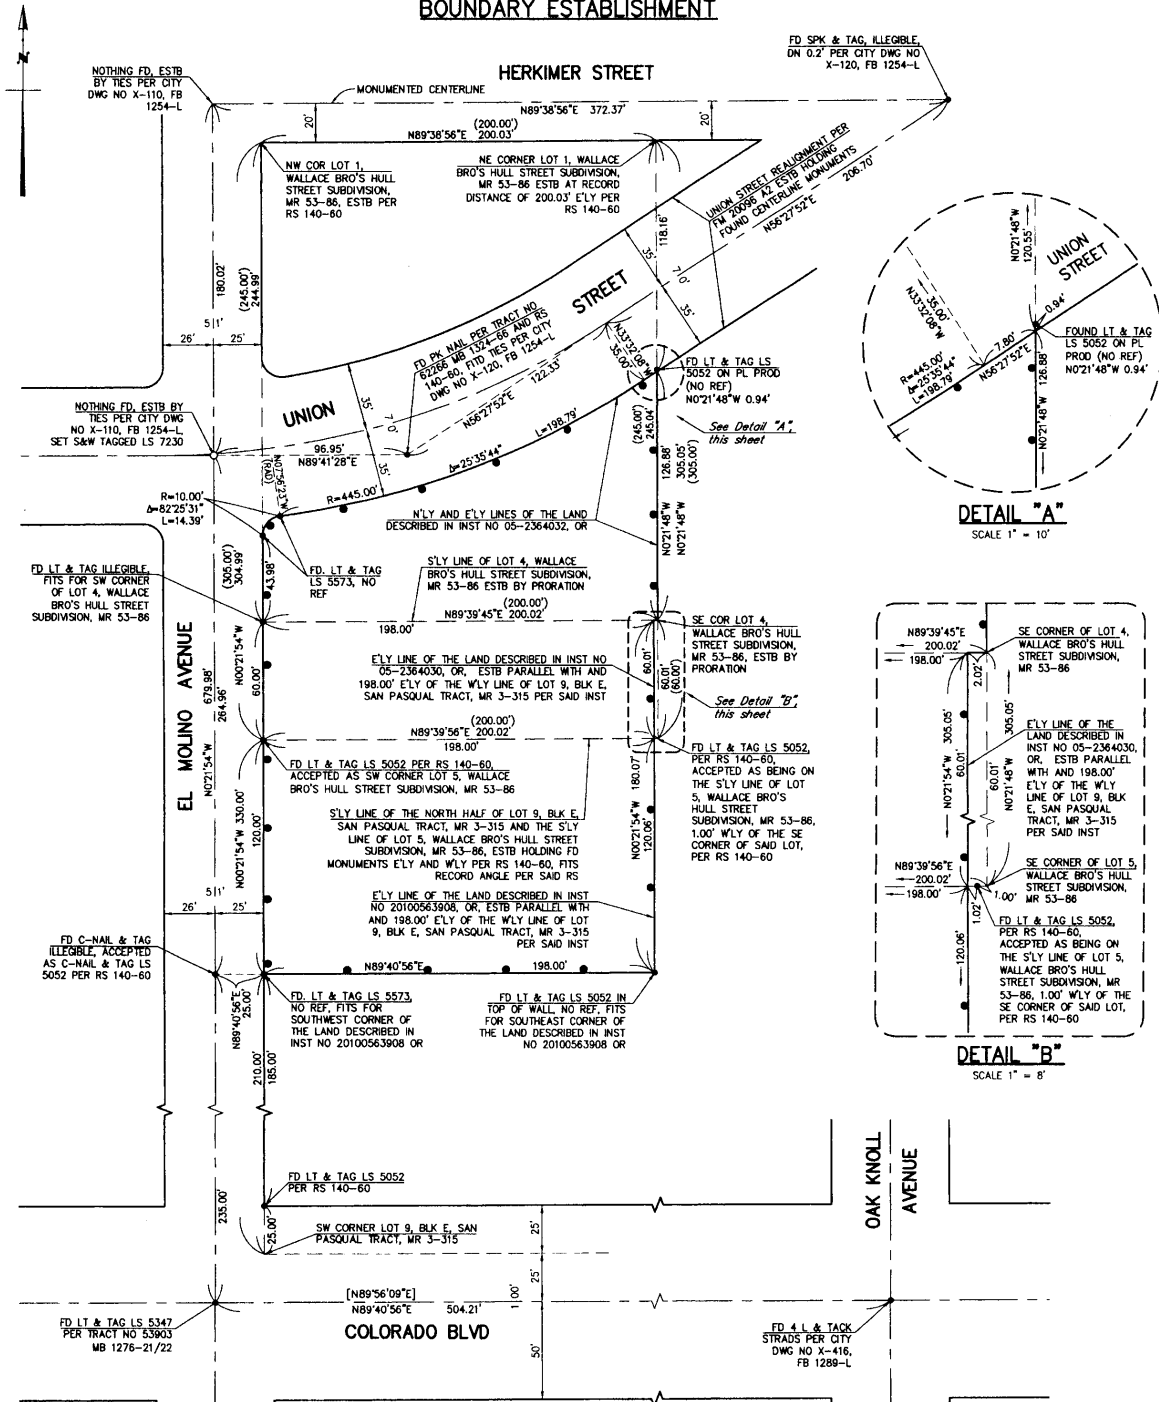 BOUNDARY ESTABLISHMENT
N
FD SPK & TAG, ILLEGIBLE,
DN 0.2' PER CITY DWG NO
X-120, FB 1254-L
NOTHING FD, ESTB
BY TIES PER CITY
DWG NO X-110, FB
1254-L
HERKIMER STREET
MONUMENTED CENTERLINE
N89°38'56"E 372.37'
20'
(200.00')
N89°38'56"E 200.03'
20'
NW COR LOT 1,
WALLACE BRO'S HULL
STREET SUBDIVISION,
MR 53-86, ESTB PER
RS 140-60
NE CORNER LOT 1, WALLACE
BRO'S HULL STREET SUBDIVISION,
MR 53-86 ESTB AT RECORD
DISTANCE OF 200.03' E'LY PER
RS 140-60
UNION STREET REALIGNMENT PER
FM 20096 A2 ESTB HOLDING
FOUND CENTERLINE MONUMENTS
N56°27'52"E
206.70'
118.16'
180.02'
(245.00')
244.99'
51'
26'
25'
35'
70'
35'
UNION
STREET
FD PK NAIL PER TRACT NO
62266 MB 1324-66 AND RS
140-60, FITD TIES PER CITY
DWG NO X-120, FB 1254-L
122.33'
N56°27'52"E
N33°32'08"W
35.00'
FD LT & TAG LS
5052 ON PL PROD
(NO REF)
N0°21'48"W 0.94'
See Detail "A",
this sheet
NOTHING FD, ESTB BY
TIES PER CITY DWG
NO X-110, FB 1254-L,
SET S&W TAGGED LS 7230
96.95'
N89°41'28"E
35'
70'
35'
N07°56'23"W
(RAD)
R=10.00'
Δ=82°25'31"
L=14.39'
R=445.00'
Δ=25°35'44"
L=198.79'
(245.00')
245.04'
126.88'
305.05'
(305.00')
N0°21'48"W
N0°21'48"W
N'LY AND E'LY LINES OF THE LAND
DESCRIBED IN INST NO 05-2364032, OR
FD LT & TAG ILLEGIBLE,
FITS FOR SW CORNER
OF LOT 4, WALLACE
BRO'S HULL STREET
SUBDIVISION, MR 53-86
(305.00')
304.99'
43.98'
FD. LT & TAG
LS 5573, NO
REF
S'LY LINE OF LOT 4, WALLACE
BRO'S HULL STREET SUBDIVISION,
MR 53-86 ESTB BY PRORATION
(200.00')
N89°39'45"E 200.02'
198.00'
SE COR LOT 4,
WALLACE BRO'S HULL
STREET SUBDIVISION,
MR 53-86, ESTB BY
PRORATION
E'LY LINE OF THE LAND DESCRIBED IN INST NO
05-2364030, OR, ESTB PARALLEL WITH AND
198.00' E'LY OF THE W'LY LINE OF LOT 9, BLK E,
SAN PASQUAL TRACT, MR 3-315 PER SAID INST
60.01'
60.01'
(60.00')
See Detail "B",
this sheet
N00°21'54"W
60.00'
EL MOLINO AVENUE
N0°21'54"W 679.98'
264.96'
(200.00')
N89°39'56"E 200.02'
198.00'
FD LT & TAG LS 5052 PER RS 140-60,
ACCEPTED AS SW CORNER LOT 5, WALLACE
BRO'S HULL STREET SUBDIVISION, MR 53-86
FD LT & TAG LS 5052,
PER RS 140-60,
ACCEPTED AS BEING ON
THE S'LY LINE OF LOT
5, WALLACE BRO'S
HULL STREET
SUBDIVISION, MR 53-86,
1.00' W'LY OF THE SE
CORNER OF SAID LOT,
PER RS 140-60
S'LY LINE OF THE NORTH HALF OF LOT 9, BLK E,
SAN PASQUAL TRACT, MR 3-315 AND THE S'LY
LINE OF LOT 5, WALLACE BRO'S HULL STREET
SUBDIVISION, MR 53-86, ESTB HOLDING FD
MONUMENTS E'LY AND W'LY PER RS 140-60, FITS
RECORD ANGLE PER SAID RS
N00°21'54"W 180.07'
120.06'
N00°21'54"W 330.00'
120.00'
E'LY LINE OF THE LAND DESCRIBED IN INST
NO 20100563908, OR, ESTB PARALLEL WITH
AND 198.00' E'LY OF THE W'LY LINE OF LOT
9, BLK E, SAN PASQUAL TRACT, MR 3-315
PER SAID INST
51'
26'
25'
FD C-NAIL & TAG
ILLEGIBLE, ACCEPTED
AS C-NAIL & TAG LS
5052 PER RS 140-60
N89°40'56"E
25.00'
N89°40'56"E 198.00'
FD. LT & TAG LS 5573,
NO REF, FITS FOR
SOUTHWEST CORNER OF
THE LAND DESCRIBED IN
INST NO 20100563908 OR
FD LT & TAG LS 5052 IN
TOP OF WALL, NO REF, FITS
FOR SOUTHEAST CORNER OF
THE LAND DESCRIBED IN INST
NO 20100563908 OR
210.00'
185.00'
FD LT & TAG LS 5052
PER RS 140-60
235.00'
25.00'
SW CORNER LOT 9, BLK E, SAN
PASQUAL TRACT, MR 3-315
25'
25'
100'
50'
[N89°56'09"E]
N89°40'56"E 504.21'
COLORADO BLVD
FD LT & TAG LS 5347
PER TRACT NO 53903
MB 1276-21/22
FD 4 L & TACK
STRADS PER CITY
DWG NO X-416,
FB 1289-L
OAK KNOLL
AVENUE
N0°21'48"W
120.55'
UNION
STREET
35.00'
N33°32'08"W
0.94'
7.80'
N56°27'52"E
R=445.00'
Δ=25°35'44"
L=198.79'
FOUND LT & TAG
LS 5052 ON PL
PROD (NO REF)
N0°21'48"W 0.94'
126.88'
N0°21'48"W
DETAIL "A"
SCALE 1" = 10'
N89°39'45"E
200.02'
198.00'
2.02'
SE CORNER OF LOT 4,
WALLACE BRO'S HULL
STREET SUBDIVISION,
MR 53-86
305.05'
305.05'
N0°21'54"W
60.01'
60.01'
N0°21'48"W
E'LY LINE OF THE
LAND DESCRIBED IN
INST NO 05-2364030,
OR, ESTB PARALLEL
WITH AND 198.00'
E'LY OF THE W'LY
LINE OF LOT 9, BLK
E, SAN PASQUAL
TRACT, MR 3-315
PER SAID INST
N89°39'56"E
200.02'
198.00'
1.02'
1.00'
SE CORNER OF LOT 5,
WALLACE BRO'S HULL
STREET SUBDIVISION,
MR 53-86
FD LT & TAG LS 5052,
PER RS 140-60,
ACCEPTED AS BEING ON
THE S'LY LINE OF LOT 5,
WALLACE BRO'S HULL
STREET SUBDIVISION, MR
53-86, 1.00' W'LY OF THE
SE CORNER OF SAID LOT,
PER RS 140-60
120.06'
DETAIL "B"
SCALE 1" = 8'